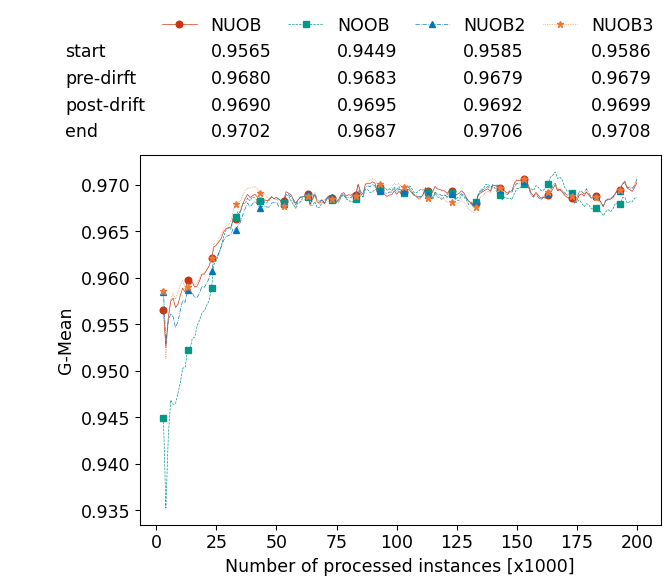 NUOB NOOB NUOB2 NUOB3
start 0.9565 0.9449 0.9585 0.9586
pre-dirft 0.9680 0.9683 0.9679 0.9679
post-drift 0.9690 0.9695 0.9692 0.9699
end 0.9702 0.9687 0.9706 0.9708
0.970
0.965
0.960
0.955
0.950
0.945
0.940
0.935
G-Mean
0 25 50 75 100 125 150 175 200
Number of processed instances [x1000]